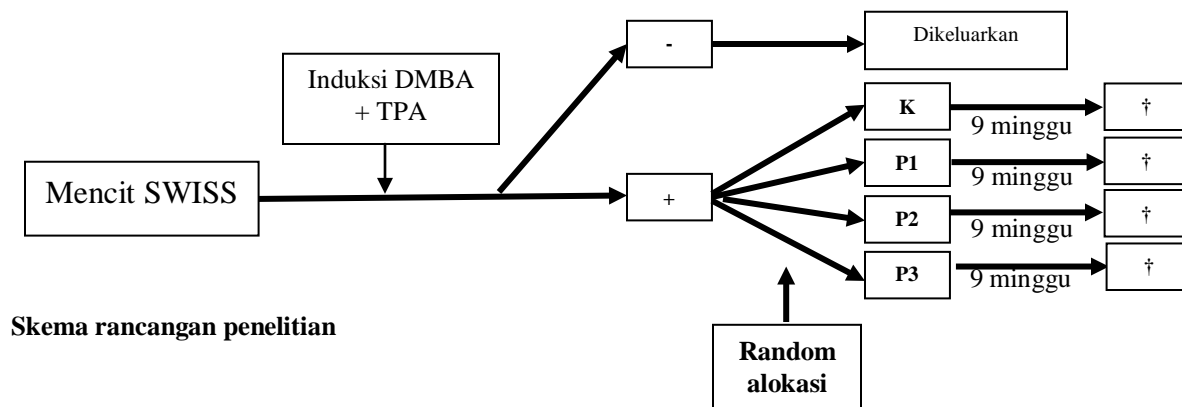 -
Dikeluarkan
Induksi DMBA
+ TPA
Mencit SWISS
+
K
9 minggu
†
P1
9 minggu
†
P2
9 minggu
†
P3
9 minggu
†
Skema rancangan penelitian
Random
alokasi